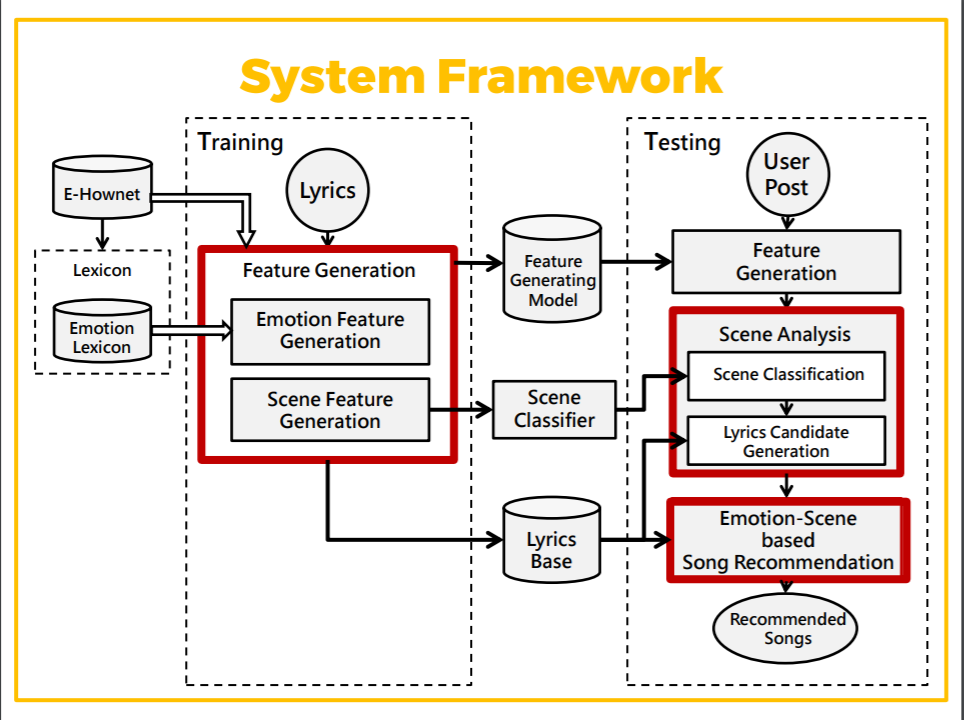 System Framework
Training
Testing
E-Hownet
Lyrics
User
Post
Lexicon
Emotion
Lexicon
Feature Generation
Emotion Feature
Generation
Scene Feature
Generation
Feature
Generating
Model
Scene
Classifier
Lyrics
Base
Feature
Generation
Scene Analysis
Scene Classification
Lyrics Candidate
Generation
Emotion-Scene
based
Song Recommendation
Recommended
Songs